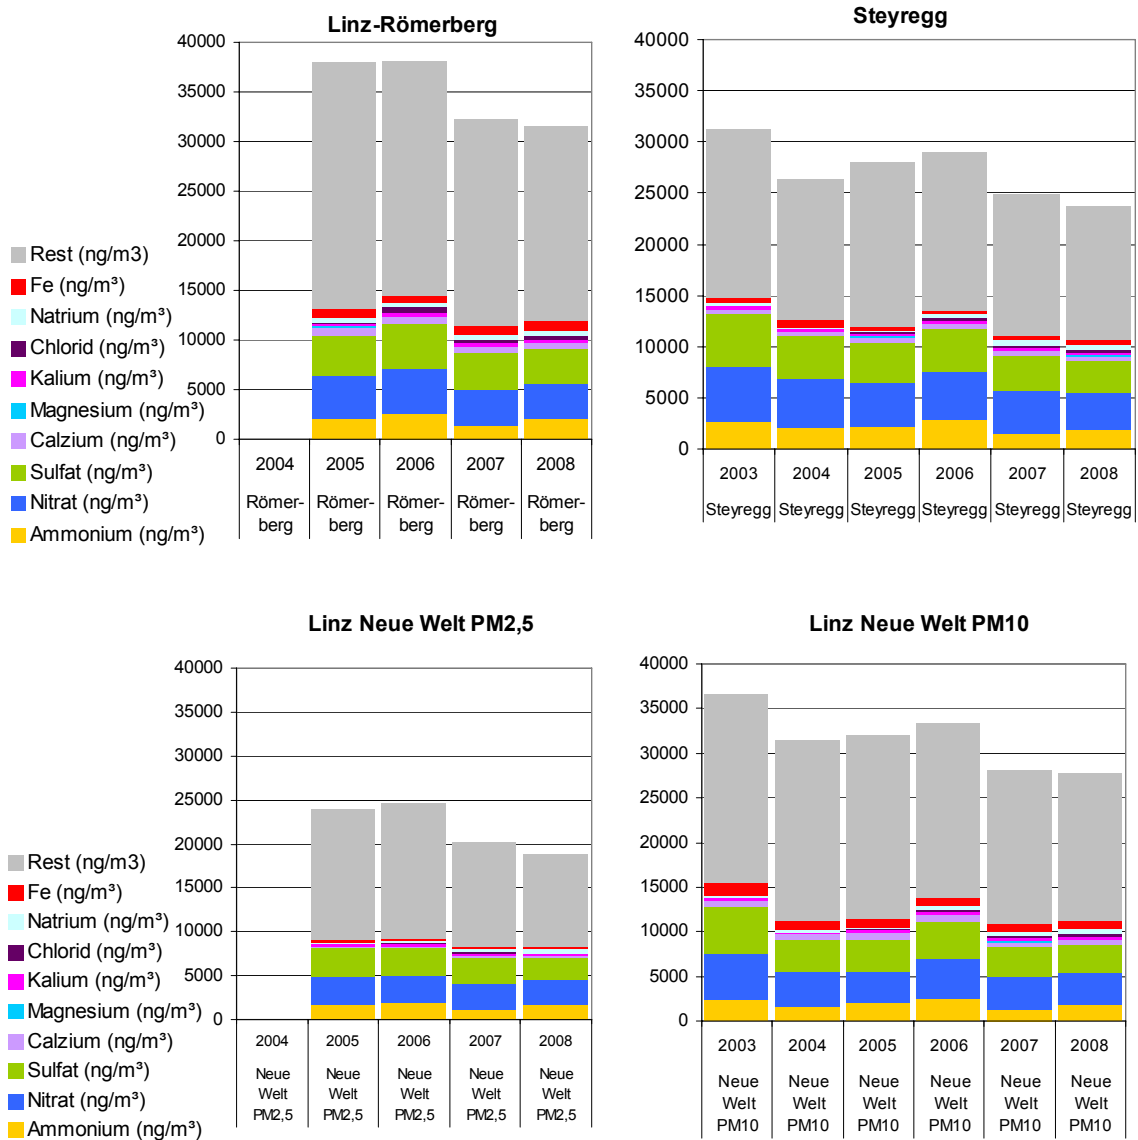 Linz-Römerberg
40000
35000
30000
25000
20000
15000
10000
5000
0
2004 2005 2006 2007 2008
Römer- Römer- Römer- Römer- Römer-
berg berg berg berg berg
Rest (ng/m3)
Fe (ng/m³)
Natrium (ng/m³)
Chlorid (ng/m³)
Kalium (ng/m³)
Magnesium (ng/m³)
Calzium (ng/m³)
Sulfat (ng/m³)
Nitrat (ng/m³)
Ammonium (ng/m³)
Steyregg
40000
35000
30000
25000
20000
15000
10000
5000
0
2003 2004 2005 2006 2007 2008
Steyregg Steyregg Steyregg Steyregg Steyregg Steyregg
Linz Neue Welt PM2,5
40000
35000
30000
25000
20000
15000
10000
5000
0
2004 2005 2006 2007 2008
Neue Neue Neue Neue Neue
Welt Welt Welt Welt Welt
PM2,5 PM2,5 PM2,5 PM2,5 PM2,5
Rest (ng/m3)
Fe (ng/m³)
Natrium (ng/m³)
Chlorid (ng/m³)
Kalium (ng/m³)
Magnesium (ng/m³)
Calzium (ng/m³)
Sulfat (ng/m³)
Nitrat (ng/m³)
Ammonium (ng/m³)
Linz Neue Welt PM10
40000
35000
30000
25000
20000
15000
10000
5000
0
2003 2004 2005 2006 2007 2008
Neue Neue Neue Neue Neue Neue
Welt Welt Welt Welt Welt Welt
PM10 PM10 PM10 PM10 PM10 PM10